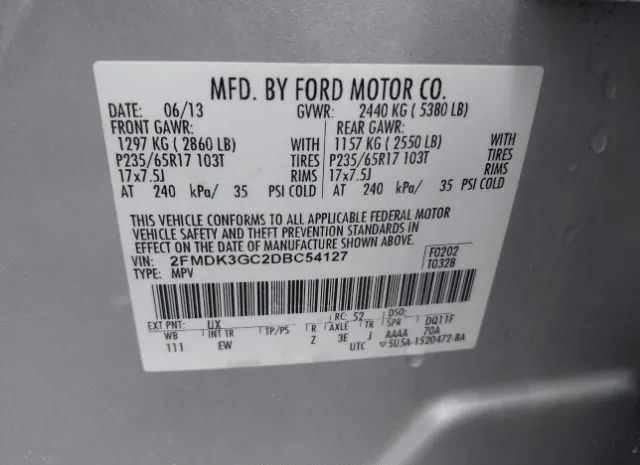 MFD. BY FORD MOTOR CO.
DATE: 06/13 GVWR: 2440 KG ( 5380 LB)
FRONT GAWR: REAR GAWR:
1297 KG ( 2860 LB) WITH 1157 KG ( 2550 LB) WITH
P235/65R17 103T TIRES P235/65R17 103T TIRES
17x7.5J RIMS 17x7.5J RIMS
AT 240 kPa/ 35 PSI COLD AT 240 kPa/ 35 PSI COLD
THIS VEHICLE CONFORMS TO ALL APPLICABLE FEDERAL MOTOR
VEHICLE SAFETY AND THEFT PREVENTION STANDARDS IN
EFFECT ON THE DATE OF MANUFACTURE SHOWN ABOVE.
VIN: 2FMDK3GC2DBC54127 F0202
TYPE: MPV T0328
EXT PNT: UX RC: 52 DSO: DQ11F
WB INT TR TP/PS R AXLE TR SPR
111 EW Z 3E J AAAA 70A
UTC 5U5A-1520472-BA